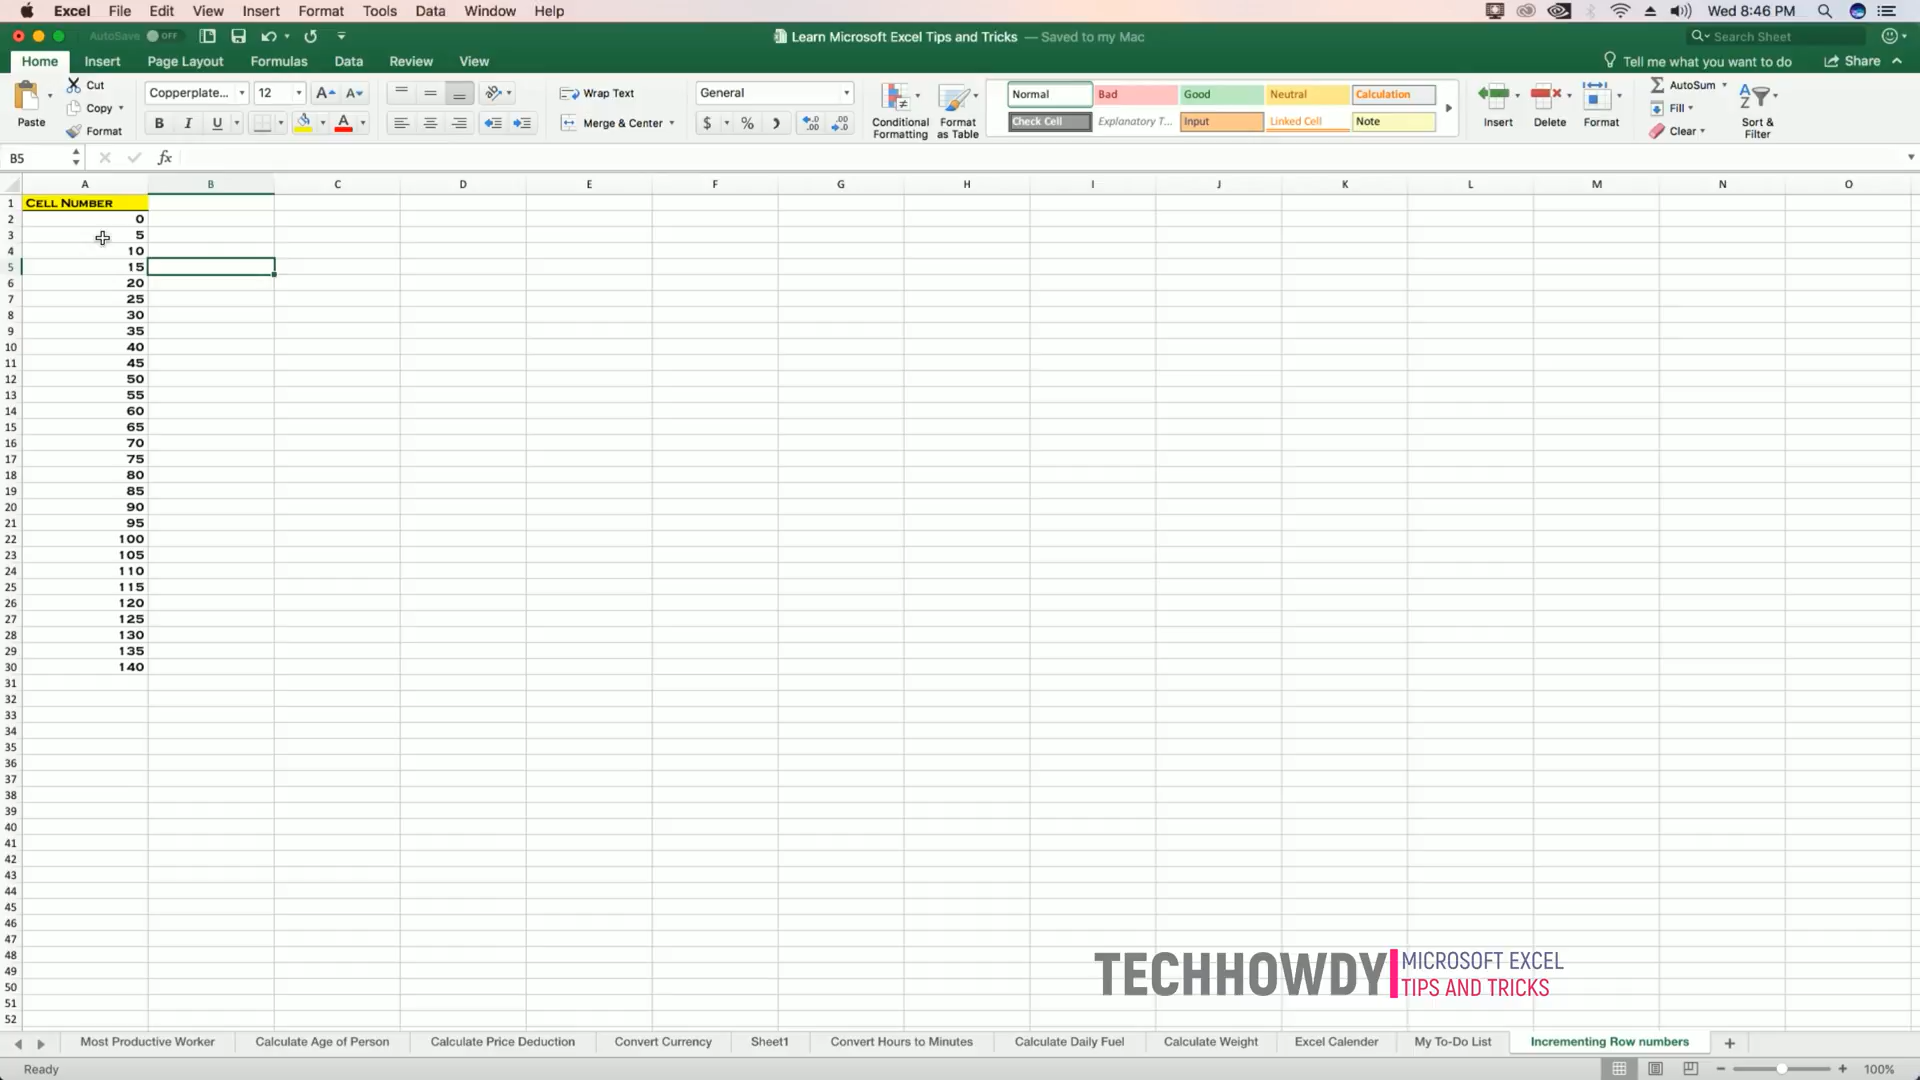 Excel File Edit View Insert Format Tools Data Window Help Wed 8:46 PM
AutoSave OFF Learn Microsoft Excel Tips and Tricks — Saved to my Mac Search Sheet
Home Insert Page Layout Formulas Data Review View Tell me what you want to do Share
Paste Cut Copy Format
Copperplate... 12 A A
B I U A
Wrap Text
Merge & Center
General
$ % .00
Conditional Formatting
Format as Table
Normal Bad Good Neutral Calculation
Check Cell Explanatory T... Input Linked Cell Note
Insert Delete Format
AutoSum
Fill
Clear
Sort & Filter
B5 fx
A B C D E F G H I J K L M N O
1 Cell Number
2 0
3 5
4 10
5 15
6 20
7 25
8 30
9 35
10 40
11 45
12 50
13 55
14 60
15 65
16 70
17 75
18 80
19 85
20 90
21 95
22 100
23 105
24 110
25 115
26 120
27 125
28 130
29 135
30 140
31
32
33
34
35
36
37
38
39
40
41
42
43
44
45
46
47
48
49
50
51
52
TECHHOWDY
MICROSOFT EXCEL
TIPS AND TRICKS
Most Productive Worker Calculate Age of Person Calculate Price Deduction Convert Currency Sheet1 Convert Hours to Minutes Calculate Daily Fuel Calculate Weight Excel Calender My To-Do List Incrementing Row numbers +
Ready 100%